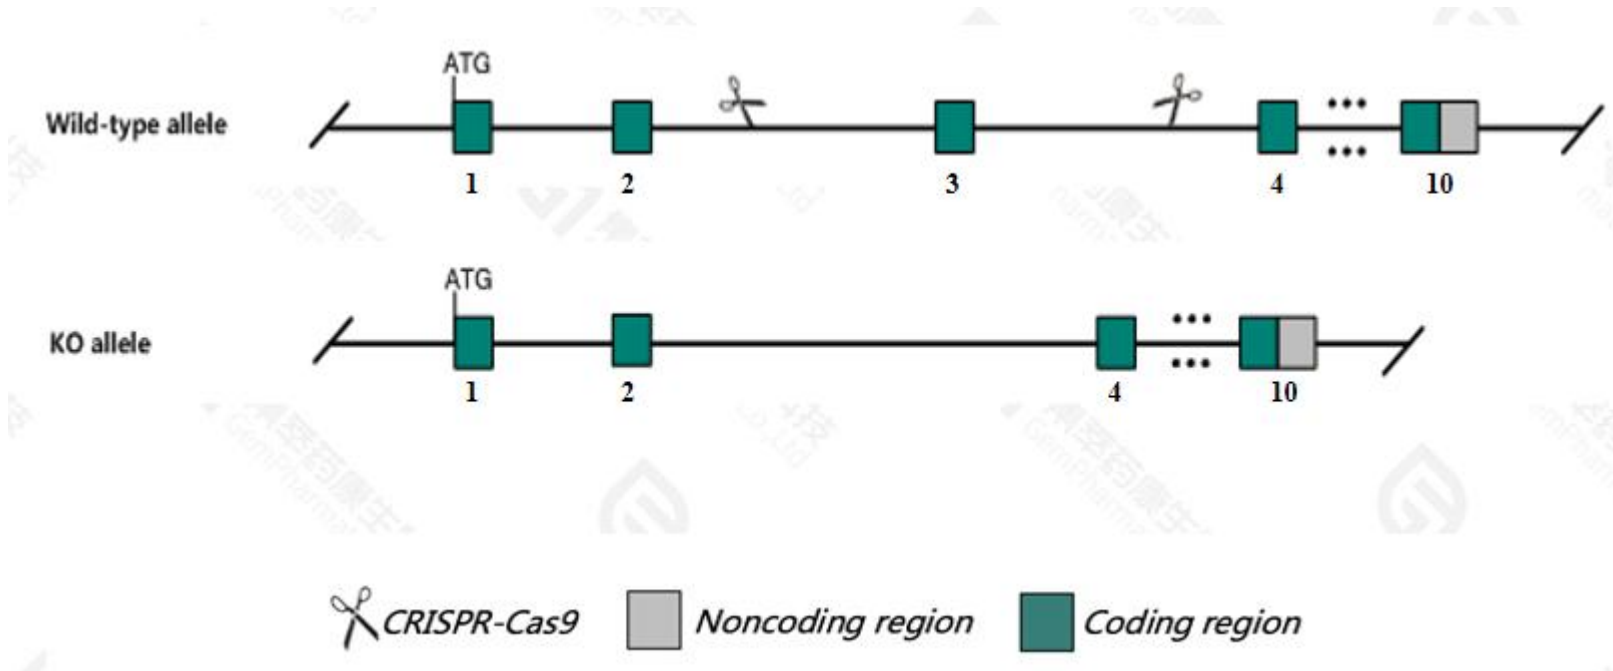 ATG
Wild-type allele
1 2 3 4 10
ATG
KO allele
1 2 4 10
CRISPR-Cas9 Noncoding region Coding region